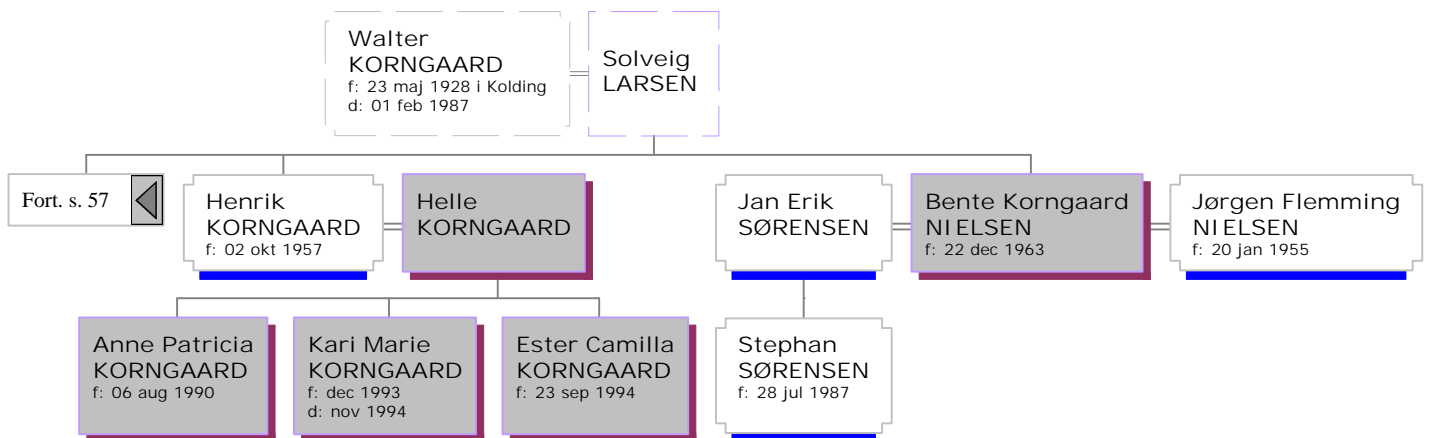 Walter
KORNGAARD
f: 23 maj 1928 i Kolding
d: 01 feb 1987
Solveig
LARSEN
Fort. s. 57
Henrik
KORNGAARD
f: 02 okt 1957
Helle
KORNGAARD
Jan Erik
SØRENSEN
Bente Korngaard
NIELSEN
f: 22 dec 1963
Jørgen Flemming
NIELSEN
f: 20 jan 1955
Anne Patricia
KORNGAARD
f: 06 aug 1990
Kari Marie
KORNGAARD
f: dec 1993
d: nov 1994
Ester Camilla
KORNGAARD
f: 23 sep 1994
Stephan
SØRENSEN
f: 28 jul 1987